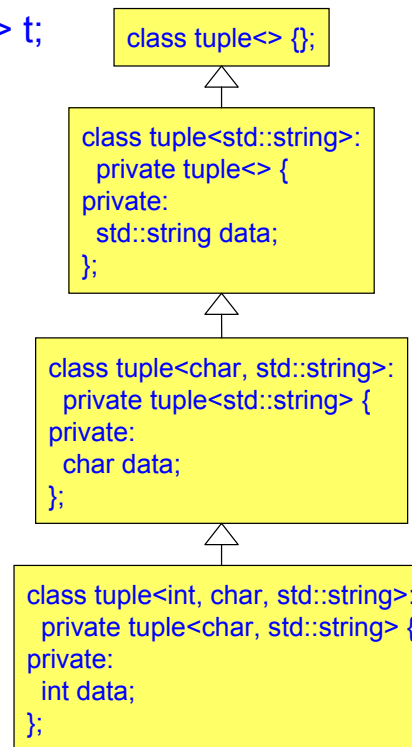 > t;
class tuple<> {};
class tuple<std::string>:
private tuple<> {
private:
std::string data;
};
class tuple<char, std::string>:
private tuple<std::string> {
private:
char data;
};
class tuple<int, char, std::string>:
private tuple<char, std::string> {
private:
int data;
};